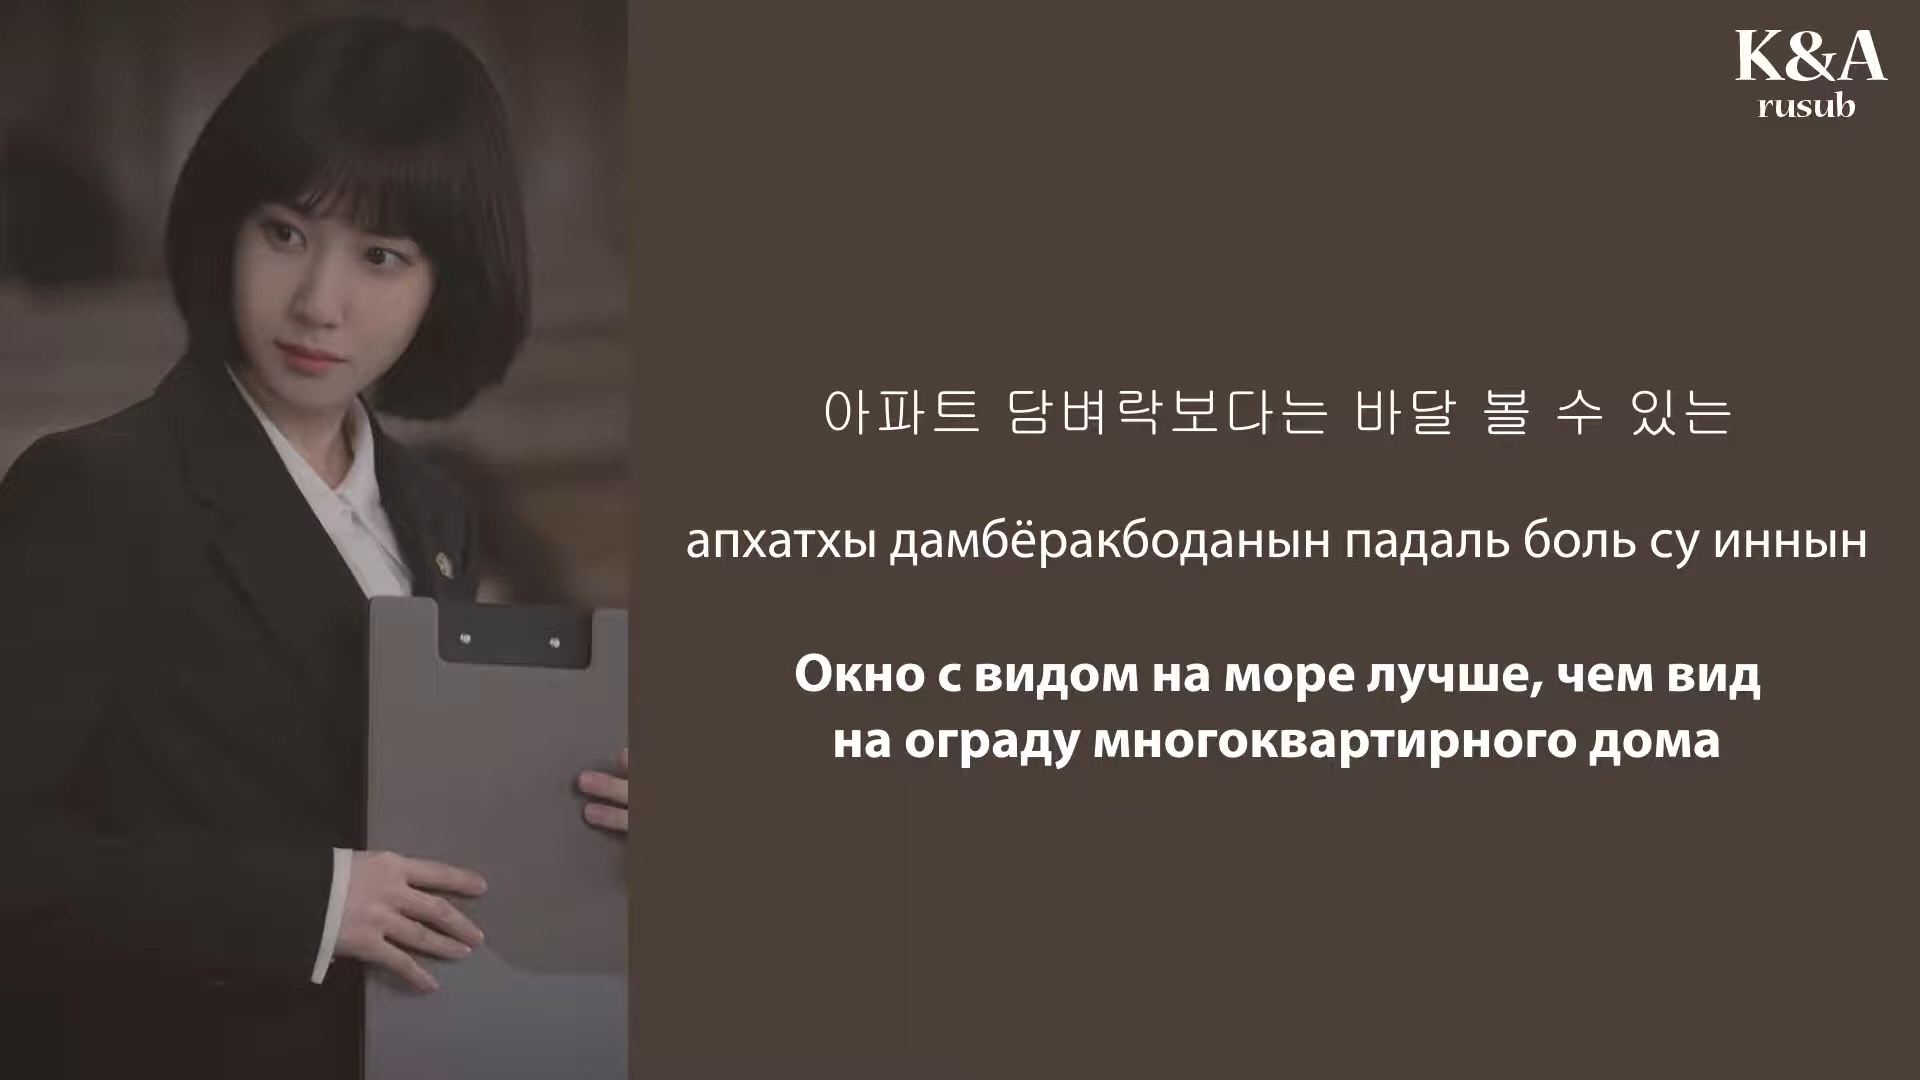 K&A
rusub
아파트 담벼락보다는 바달 볼 수 있는
апхатхы дамбёракбоданын падаль боль су иннын
Окно с видом на море лучше, чем вид
на ограду многоквартирного дома